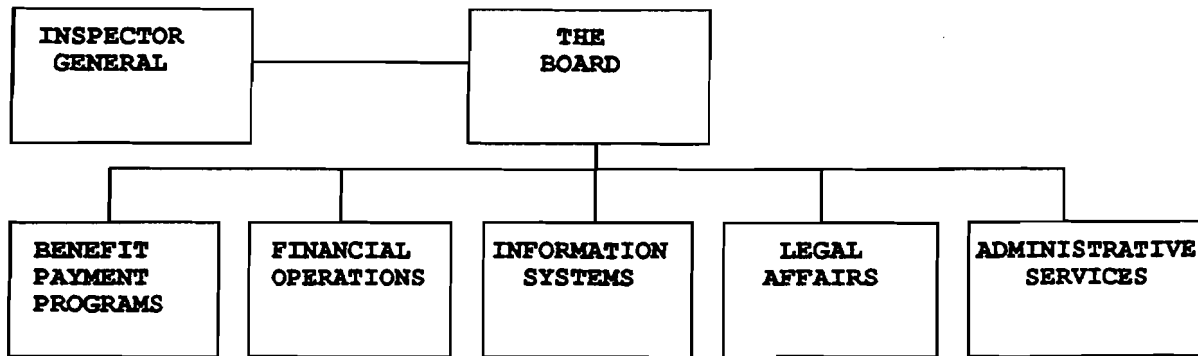 INSPECTOR
GENERAL
THE
BOARD
BENEFIT
PAYMENT
PROGRAMS
FINANCIAL
OPERATIONS
INFORMATION
SYSTEMS
LEGAL
AFFAIRS
ADMINISTRATIVE
SERVICES